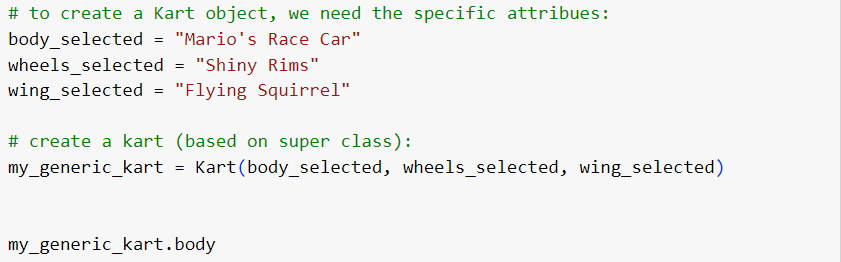 # to create a Kart object, we need the specific attribues:
body_selected = "Mario's Race Car"
wheels_selected = "Shiny Rims"
wing_selected = "Flying Squirrel"
# create a kart (based on super class):
my_generic_kart = Kart(body_selected, wheels_selected, wing_selected)
my_generic_kart.body